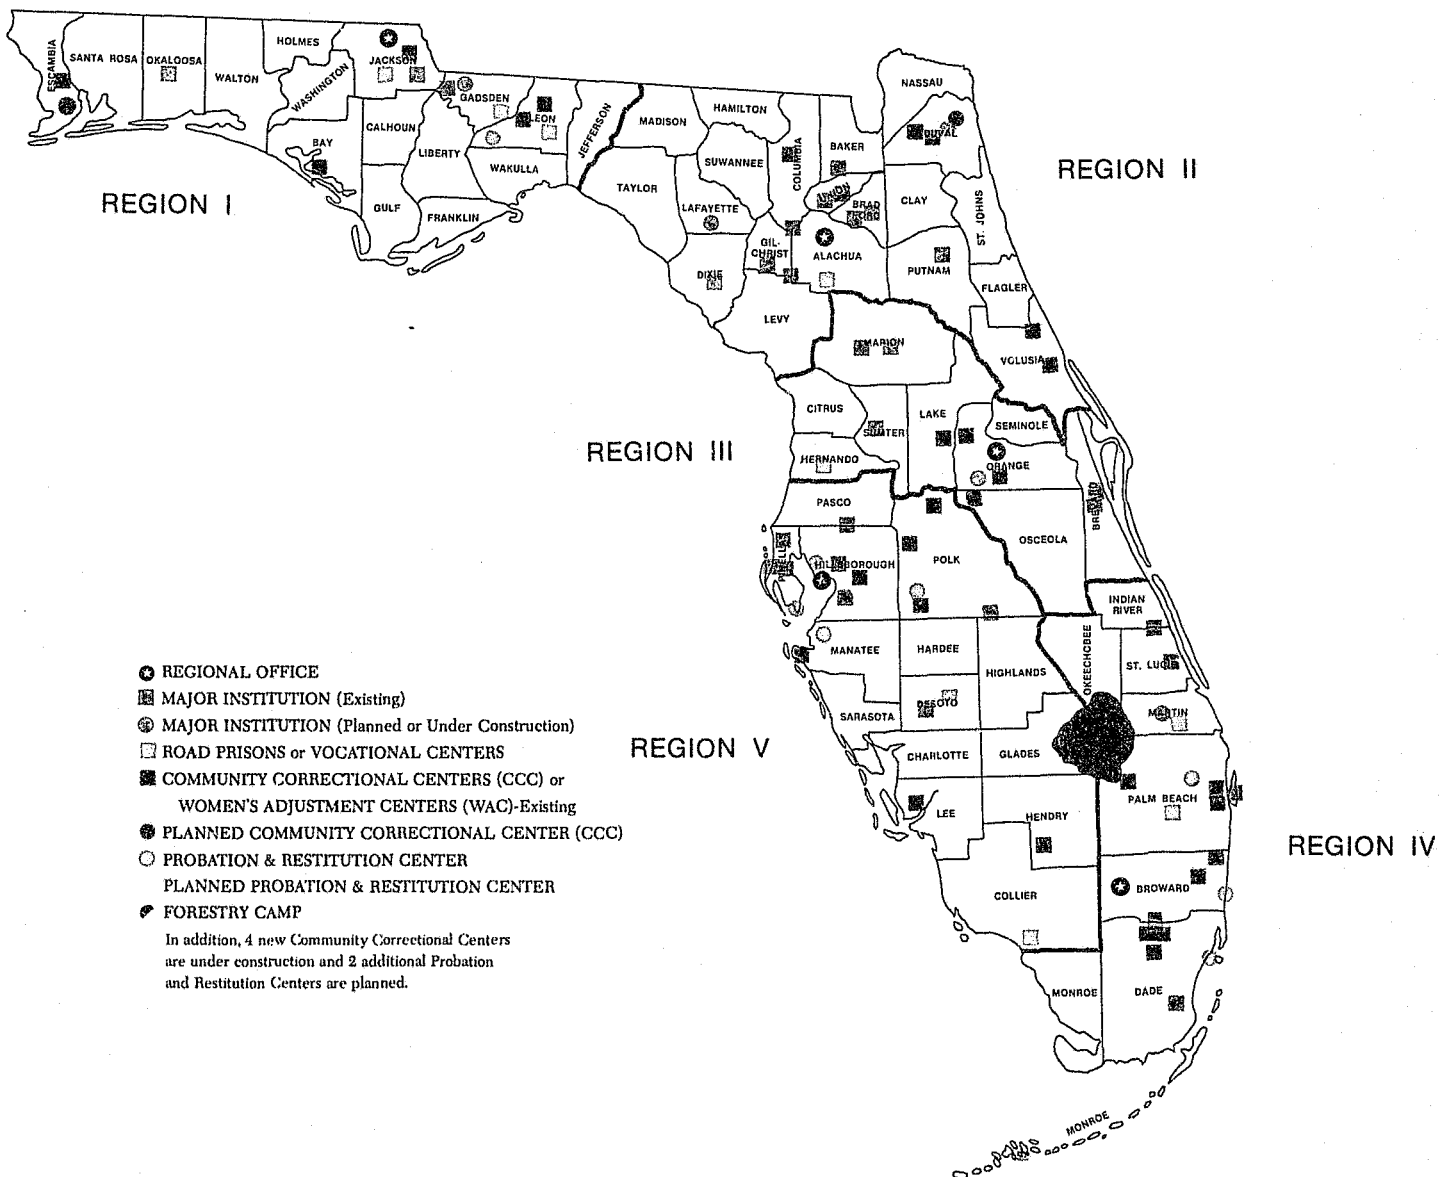 HOLMES
JACKSON
ESCAMBIA
SANTA ROSA
OKALOOSA
WALTON
WASHINGTON
NASSAU
GADSDEN
LEON
JEFFERSON
MADISON
HAMILTON
DUVAL
BAY
CALHOUN
LIBERTY
WAKULLA
SUWANNEE
COLUMBIA
BAKER
REGION II
TAYLOR
UNION
REGION I
GULF
FRANKLIN
LAFAYETTE
BRAD
FORD
CLAY
ST. JOHNS
GIL-
CHRIST
ALACHUA
PUTNAM
DIXIE
FLAGLER
LEVY
MARION
VOLUSIA
CITRUS
SUMTER
LAKE
SEMINOLE
REGION III
HERNANDO
ORANGE
PASCO
BREVARD
PINELLAS
HILLSBOROUGH
POLK
OSCEOLA
INDIAN
RIVER
MANATEE
HARDEE
HIGHLANDS
OKEECHOBEE
ST. LUCIE
DESOTO
SARASOTA
MARTIN
REGION V
CHARLOTTE
GLADES
PALM BEACH
LEE
HENDRY
REGION IV
COLLIER
BROWARD
MONROE
DADE
MONROE
REGIONAL OFFICE
MAJOR INSTITUTION (Existing)
MAJOR INSTITUTION (Planned or Under Construction)
ROAD PRISONS or VOCATIONAL CENTERS
COMMUNITY CORRECTIONAL CENTERS (CCC) or
WOMEN'S ADJUSTMENT CENTERS (WAC)-Existing
PLANNED COMMUNITY CORRECTIONAL CENTER (CCC)
PROBATION & RESTITUTION CENTER
PLANNED PROBATION & RESTITUTION CENTER
FORESTRY CAMP
In addition, 4 new Community Correctional Centers
are under construction and 2 additional Probation
and Restitution Centers are planned.